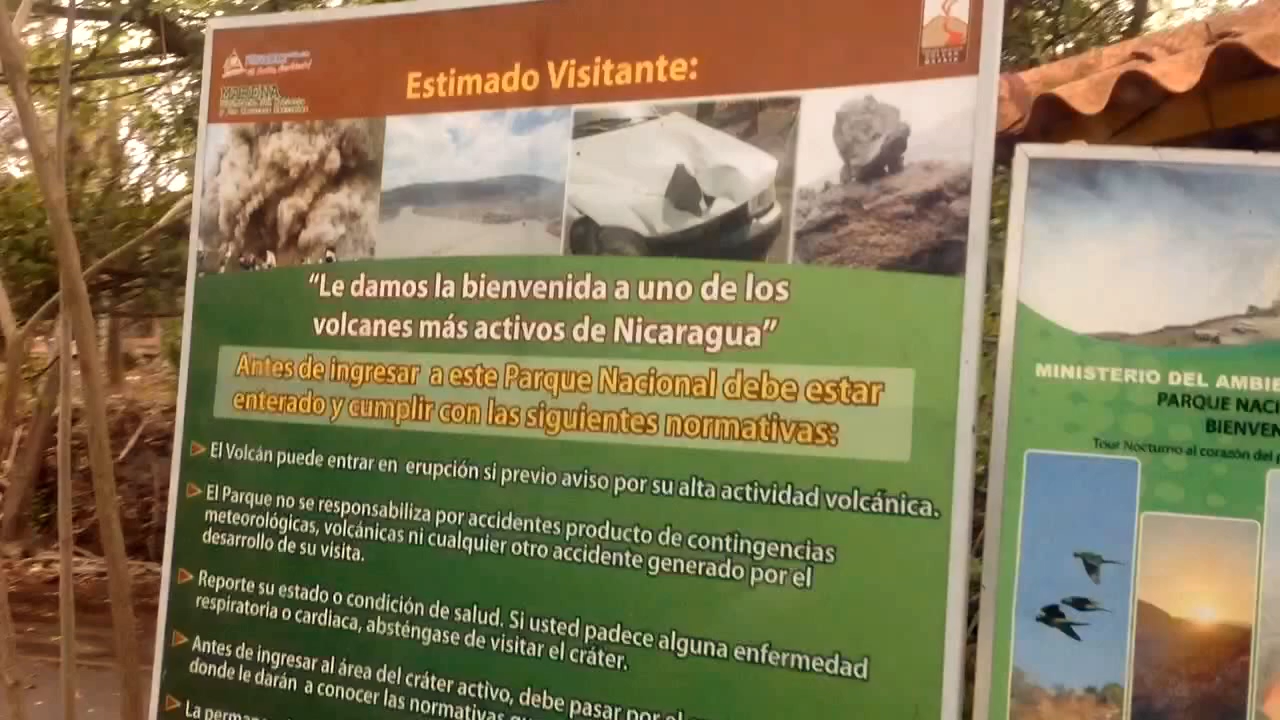 MARENA
Estimado Visitante:
"Le damos la bienvenida a uno de los
volcanes más activos de Nicaragua"
Antes de ingresar a este Parque Nacional debe estar
enterado y cumplir con las siguientes normativas:
El Volcán puede entrar en erupción si previo aviso por su alta actividad volcánica.
El Parque no se responsabiliza por accidentes producto de contingencias
meteorológicas, volcánicas ni cualquier otro accidente generado por el
desarrollo de su visita.
Reporte su estado o condición de salud. Si usted padece alguna enfermedad
respiratoria o cardiaca, absténgase de visitar el cráter.
Antes de ingresar al área del cráter activo, debe pasar por el
donde le darán a conocer las normativas
La
MINISTERIO DEL
PARQUE
Tour Nocturno al corazón del